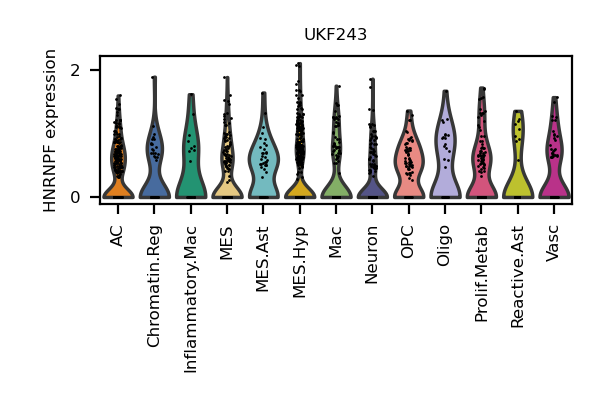 UKF243
HNRNPF expression
2
0
AC
Chromatin.Reg
Inflammatory.Mac
MES
MES.Ast
MES.Hyp
Mac
Neuron
OPC
Oligo
Prolif.Metab
Reactive.Ast
Vasc